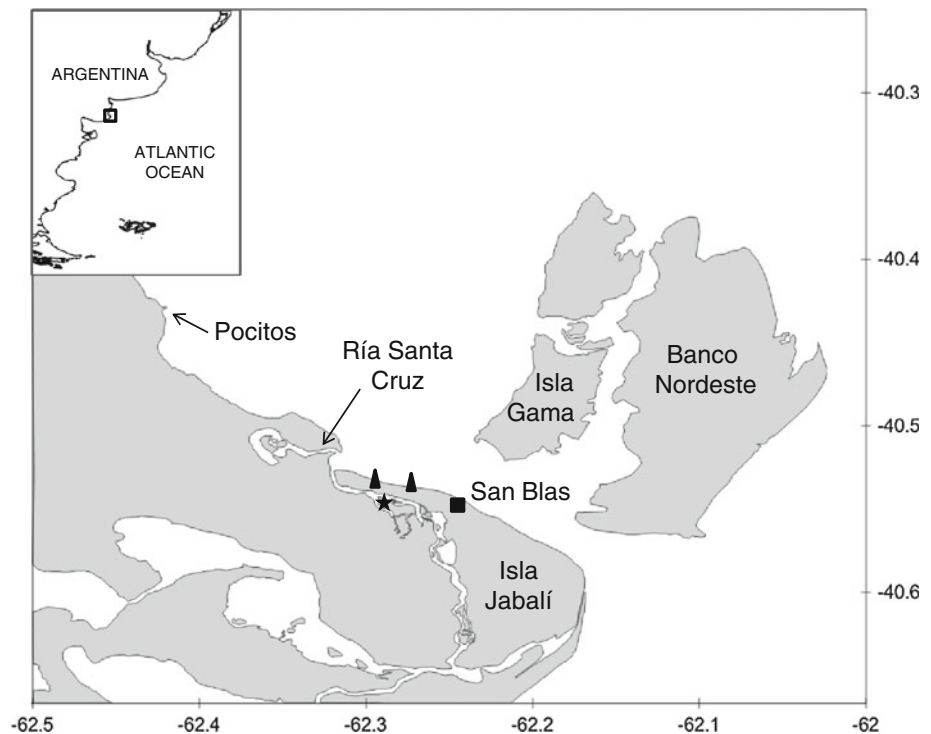 ARGENTINA
ATLANTIC
OCEAN
-40.3
-40.4
Pocitos
Ría Santa
Cruz
Banco
Nordeste
Isla
Gama
-40.5
San Blas
Isla
Jabalí
-40.6
-62.5
-62.4
-62.3
-62.2
-62.1
-62